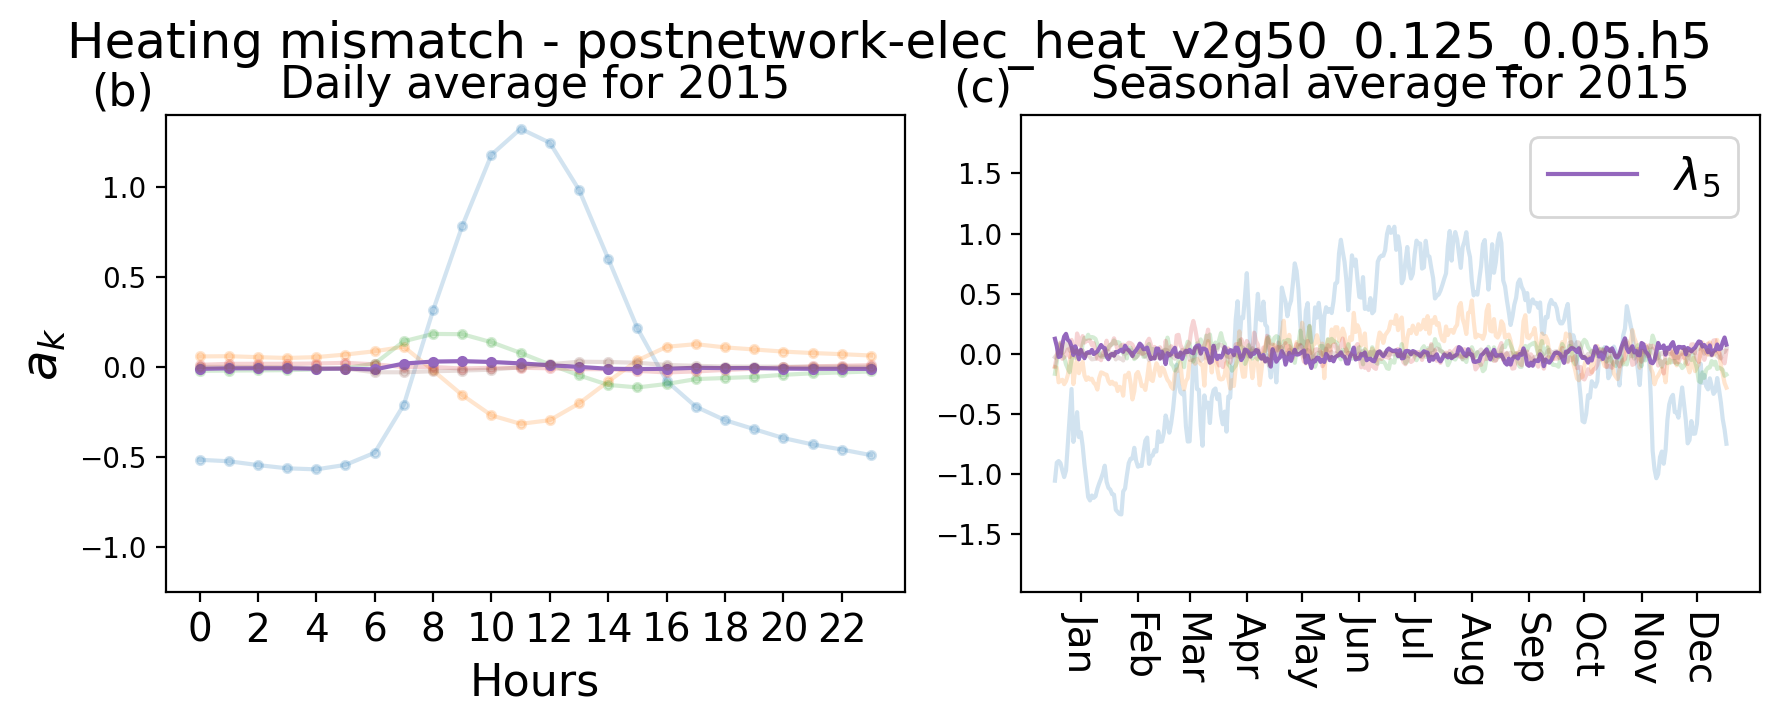 Heating mismatch - postnetwork-elec_heat_v2g50_0.125_0.05.h5
(b) Daily average for 2015
1.0
0.5
0.0
−0.5
−1.0
a_k
0 2 4 6 8 10 12 14 16 18 20 22
Hours
(c) Seasonal average for 2015
1.5
1.0
0.5
0.0
−0.5
−1.0
−1.5
λ_5
Jan Feb Mar Apr May Jun Jul Aug Sep Oct Nov Dec